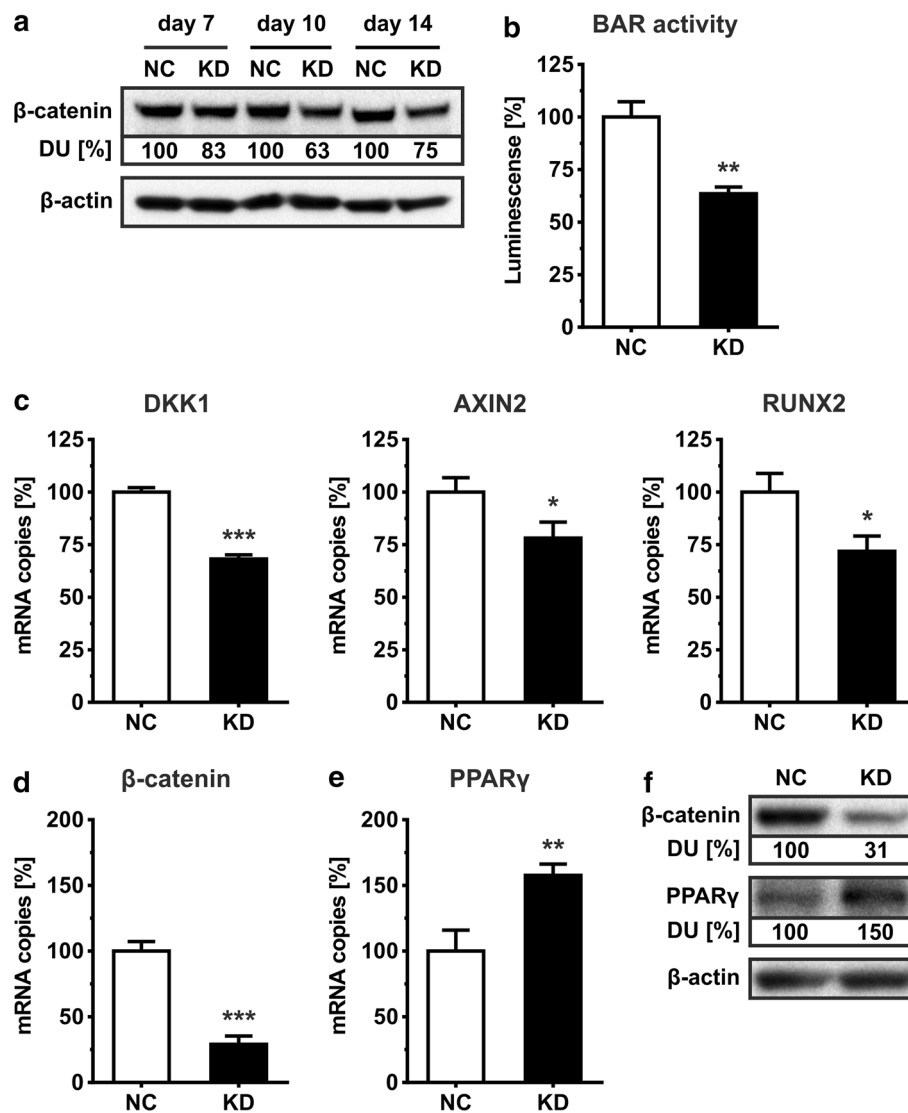 a
day 7 day 10 day 14
NC KD NC KD NC KD
β-catenin
DU [%] 100 83 100 63 100 75
β-actin
b
BAR activity
Luminescense [%]
125
100
75
50
25
0
**
NC KD
c
DKK1
mRNA copies [%]
125
100
75
50
25
0
***
NC KD
AXIN2
mRNA copies [%]
125
100
75
50
25
0
*
NC KD
RUNX2
mRNA copies [%]
125
100
75
50
25
0
*
NC KD
d
β-catenin
mRNA copies [%]
200
150
100
50
0
***
NC KD
e
PPARγ
mRNA copies [%]
200
150
100
50
0
**
NC KD
f
NC KD
β-catenin
DU [%] 100 31
PPARγ
DU [%] 100 150
β-actin